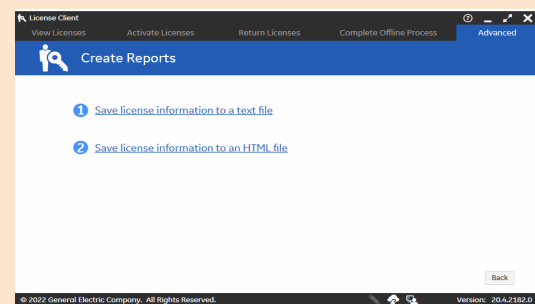 License Client
View Licenses Activate Licenses Return Licenses Complete Offline Process Advanced
Create Reports
1 Save license information to a text file
2 Save license information to an HTML file
Back
© 2022 General Electric Company. All Rights Reserved. Version: 20.4.2182.0